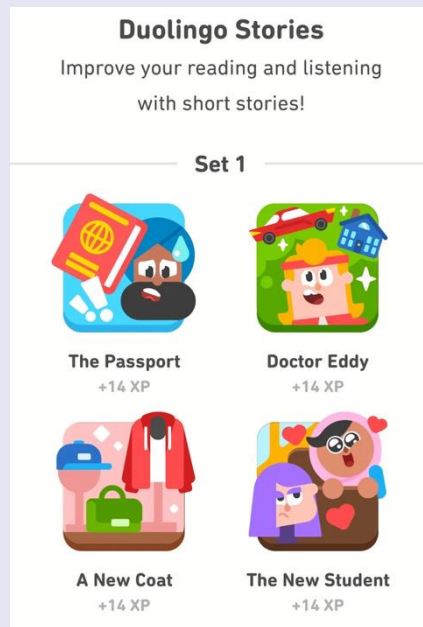 Duolingo Stories
Improve your reading and listening
with short stories!
Set 1
The Passport
+14 XP
Doctor Eddy
+14 XP
A New Coat
+14 XP
The New Student
+14 XP